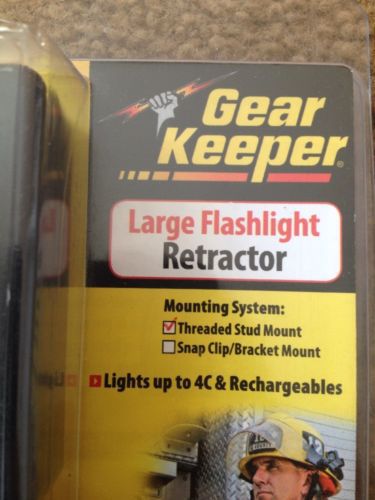 Gear
Keeper®
Large Flashlight
Retractor
Mounting System:
Threaded Stud Mount
Snap Clip/Bracket Mount
Lights up to 4C & Rechargeables